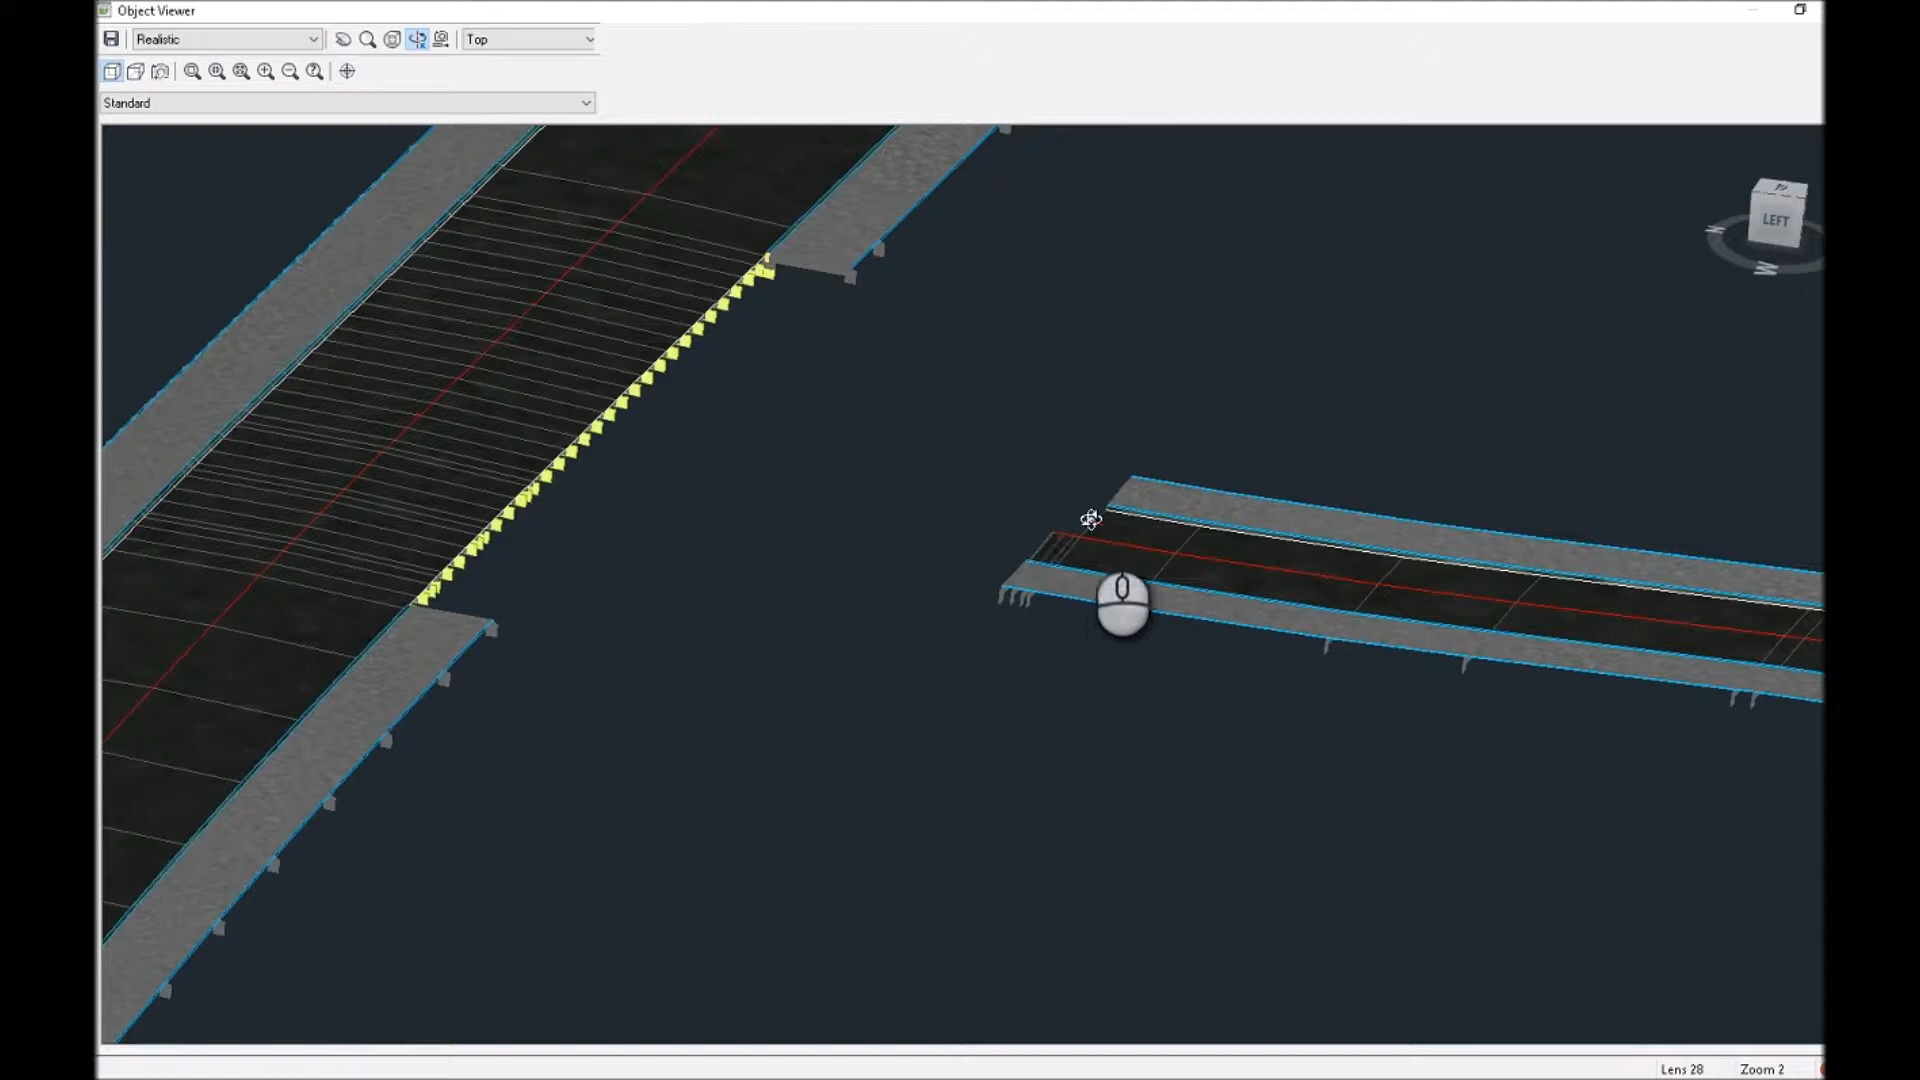 Object Viewer
Realistic
Top
Standard
LEFT
N
W
Lens 28
Zoom 2